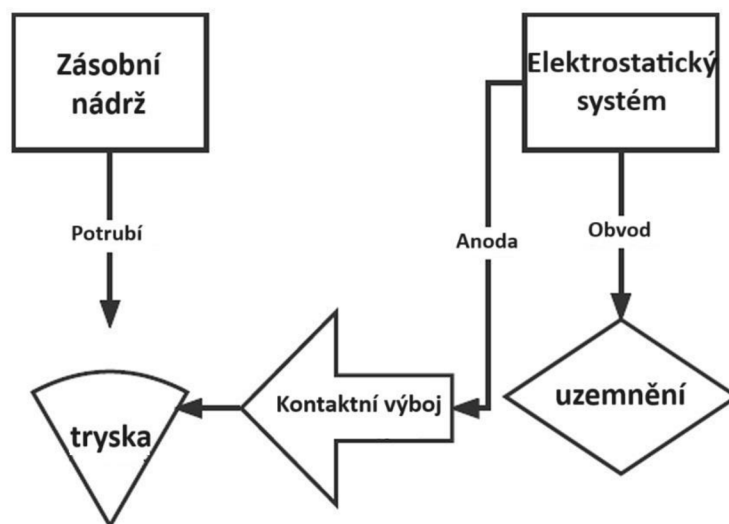 Zásobní
nádrž
Elektrostatický
systém
Potrubí
Anoda
Obvod
Kontaktní výboj
uzemnění
tryska